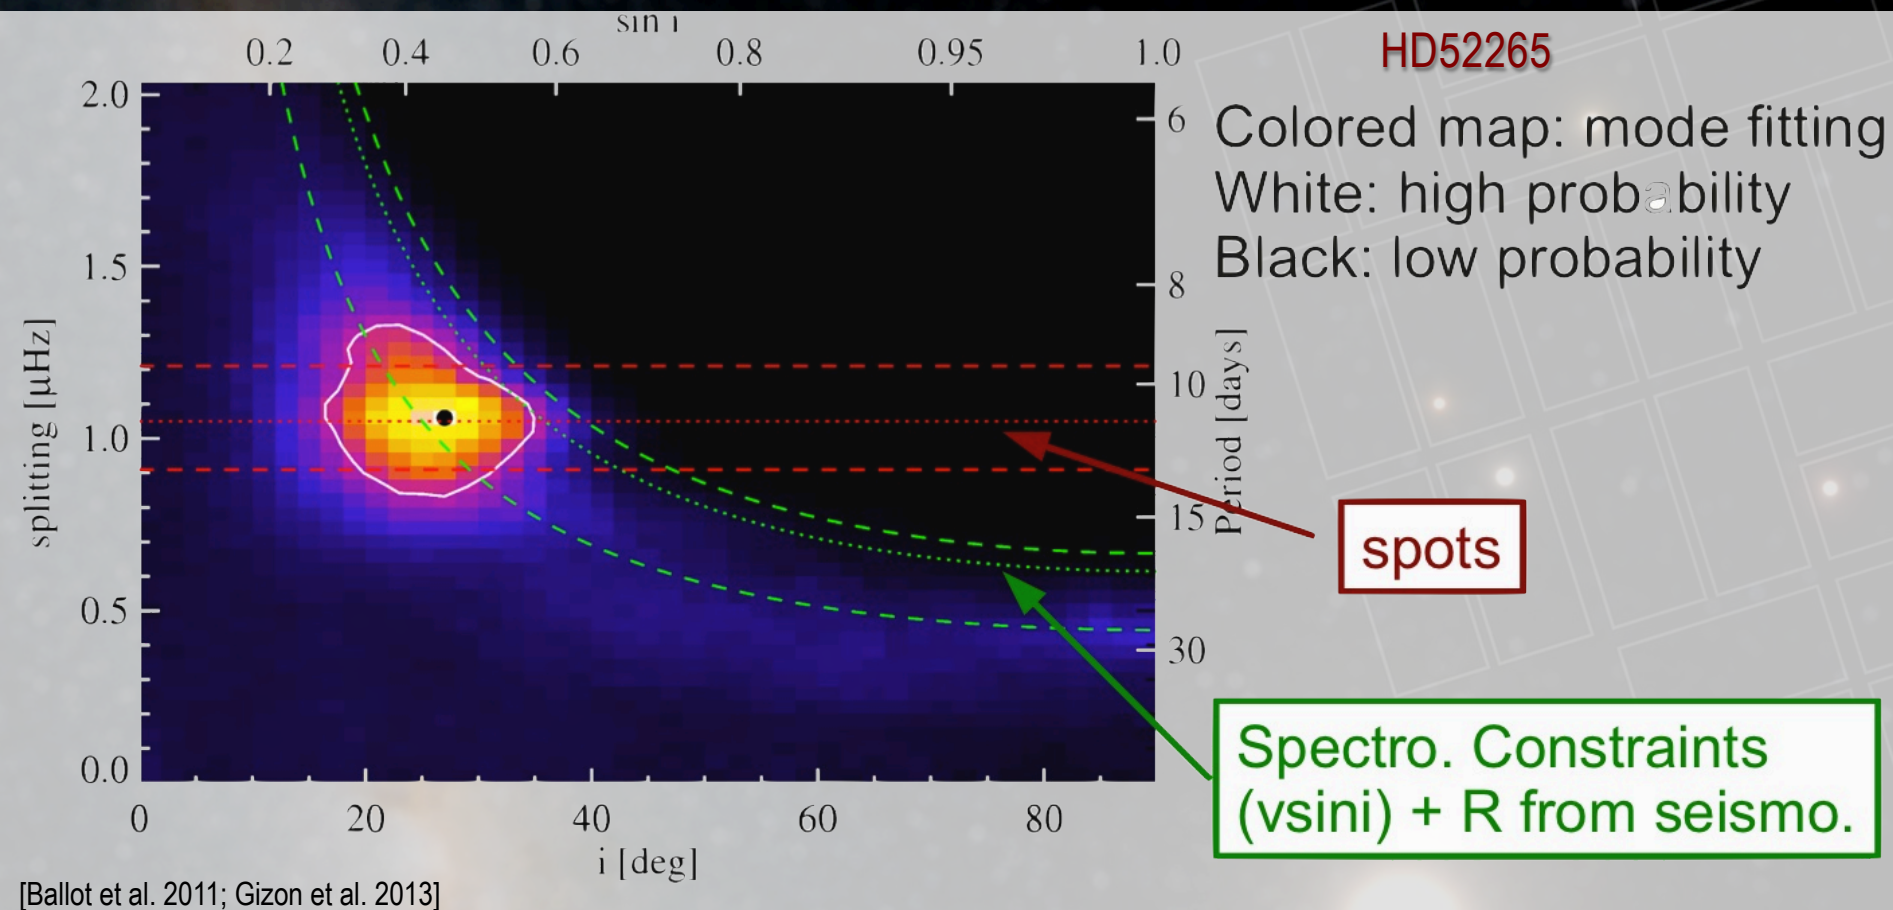 sin i
0.2 0.4 0.6 0.8 0.95 1.0
HD52265
2.0
1.5
1.0
0.5
0.0
splitting [μHz]
6
8
10
15
30
Period [days]
0 20 40 60 80
i [deg]
Colored map: mode fitting
White: high probability
Black: low probability
spots
Spectro. Constraints
(vsini) + R from seismo.
[Ballot et al. 2011; Gizon et al. 2013]